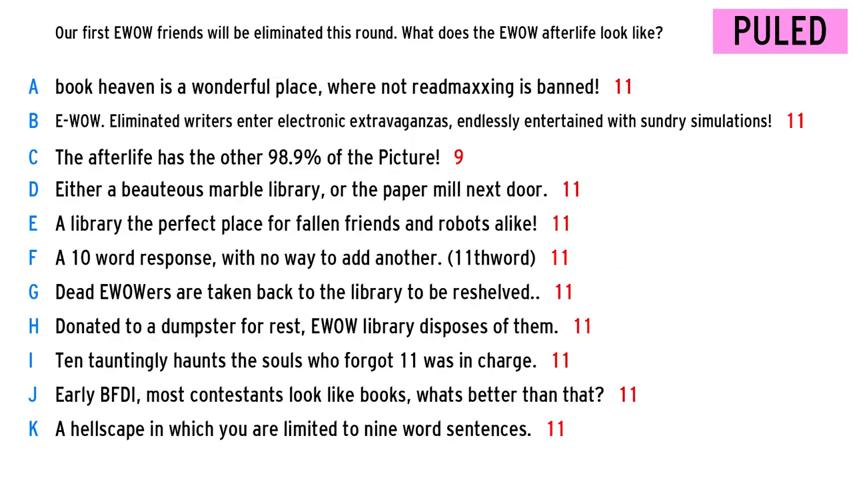 Our first EWOW friends will be eliminated this round. What does the EWOW afterlife look like?
PULED
A book heaven is a wonderful place, where not readmaxxing is banned! 11
B E-WOW. Eliminated writers enter electronic extravaganzas, endlessly entertained with sundry simulations! 11
C The afterlife has the other 98.9% of the Picture! 9
D Either a beauteous marble library, or the paper mill next door. 11
E A library the perfect place for fallen friends and robots alike! 11
F A 10 word response, with no way to add another. (11thword) 11
G Dead EWOWers are taken back to the library to be reshelved.. 11
H Donated to a dumpster for rest, EWOW library disposes of them. 11
I Ten tauntingly haunts the souls who forgot 11 was in charge. 11
J Early BFDI, most contestants look like books, whats better than that? 11
K A hellscape in which you are limited to nine word sentences. 11